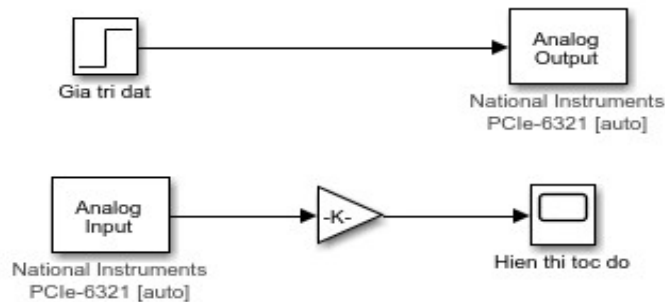 Analog
Output
Gia tri dat
National Instruments
PCIe-6321 [auto]
Analog
Input
-K-
National Instruments
PCIe-6321 [auto]
Hien thi toc do